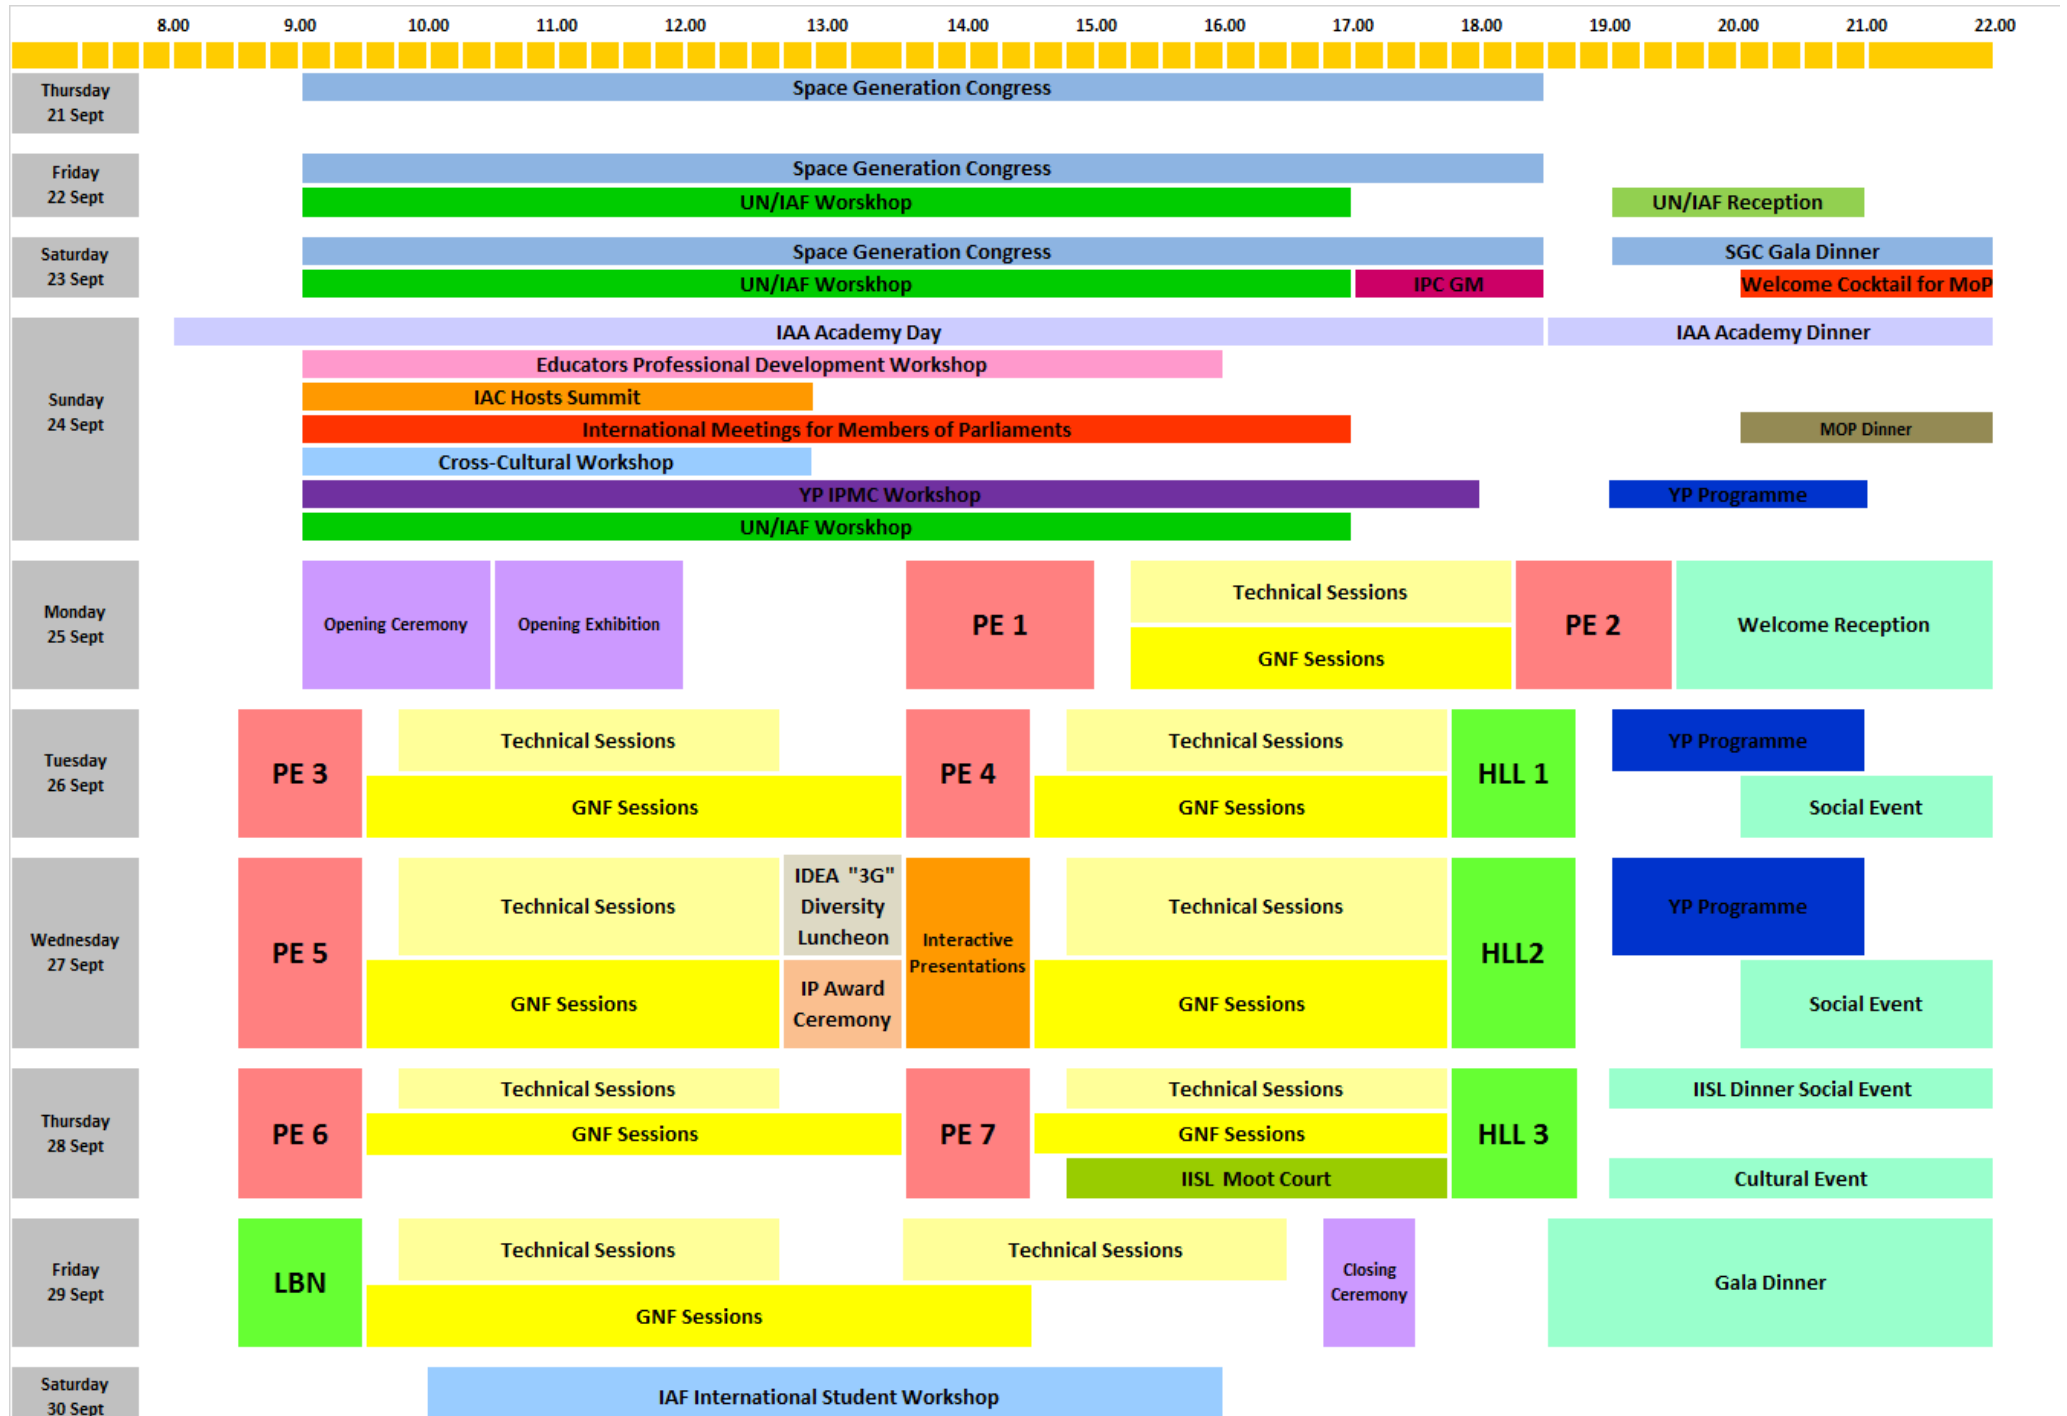 8.00 9.00 10.00 11.00 12.00 13.00 14.00 15.00 16.00 17.00 18.00 19.00 20.00 21.00 22.00
Thursday
21 Sept
Space Generation Congress
Friday
22 Sept
Space Generation Congress
UN/IAF Worskhop
UN/IAF Reception
Saturday
23 Sept
Space Generation Congress
SGC Gala Dinner
UN/IAF Worskhop
IPC GM
Welcome Cocktail for MoP
Sunday
24 Sept
IAA Academy Day
IAA Academy Dinner
Educators Professional Development Workshop
IAC Hosts Summit
International Meetings for Members of Parliaments
MOP Dinner
Cross-Cultural Workshop
YP IPMC Workshop
YP Programme
UN/IAF Worskhop
Monday
25 Sept
Opening Ceremony
Opening Exhibition
PE 1
Technical Sessions
GNF Sessions
PE 2
Welcome Reception
Tuesday
26 Sept
PE 3
Technical Sessions
GNF Sessions
PE 4
Technical Sessions
GNF Sessions
HLL 1
YP Programme
Social Event
Wednesday
27 Sept
PE 5
Technical Sessions
GNF Sessions
IDEA "3G"
Diversity
Luncheon
IP Award
Ceremony
Interactive
Presentations
Technical Sessions
GNF Sessions
HLL2
YP Programme
Social Event
Thursday
28 Sept
PE 6
Technical Sessions
GNF Sessions
PE 7
Technical Sessions
GNF Sessions
IISL Moot Court
HLL 3
IISL Dinner Social Event
Cultural Event
Friday
29 Sept
LBN
Technical Sessions
GNF Sessions
Technical Sessions
Closing
Ceremony
Gala Dinner
Saturday
30 Sept
IAF International Student Workshop